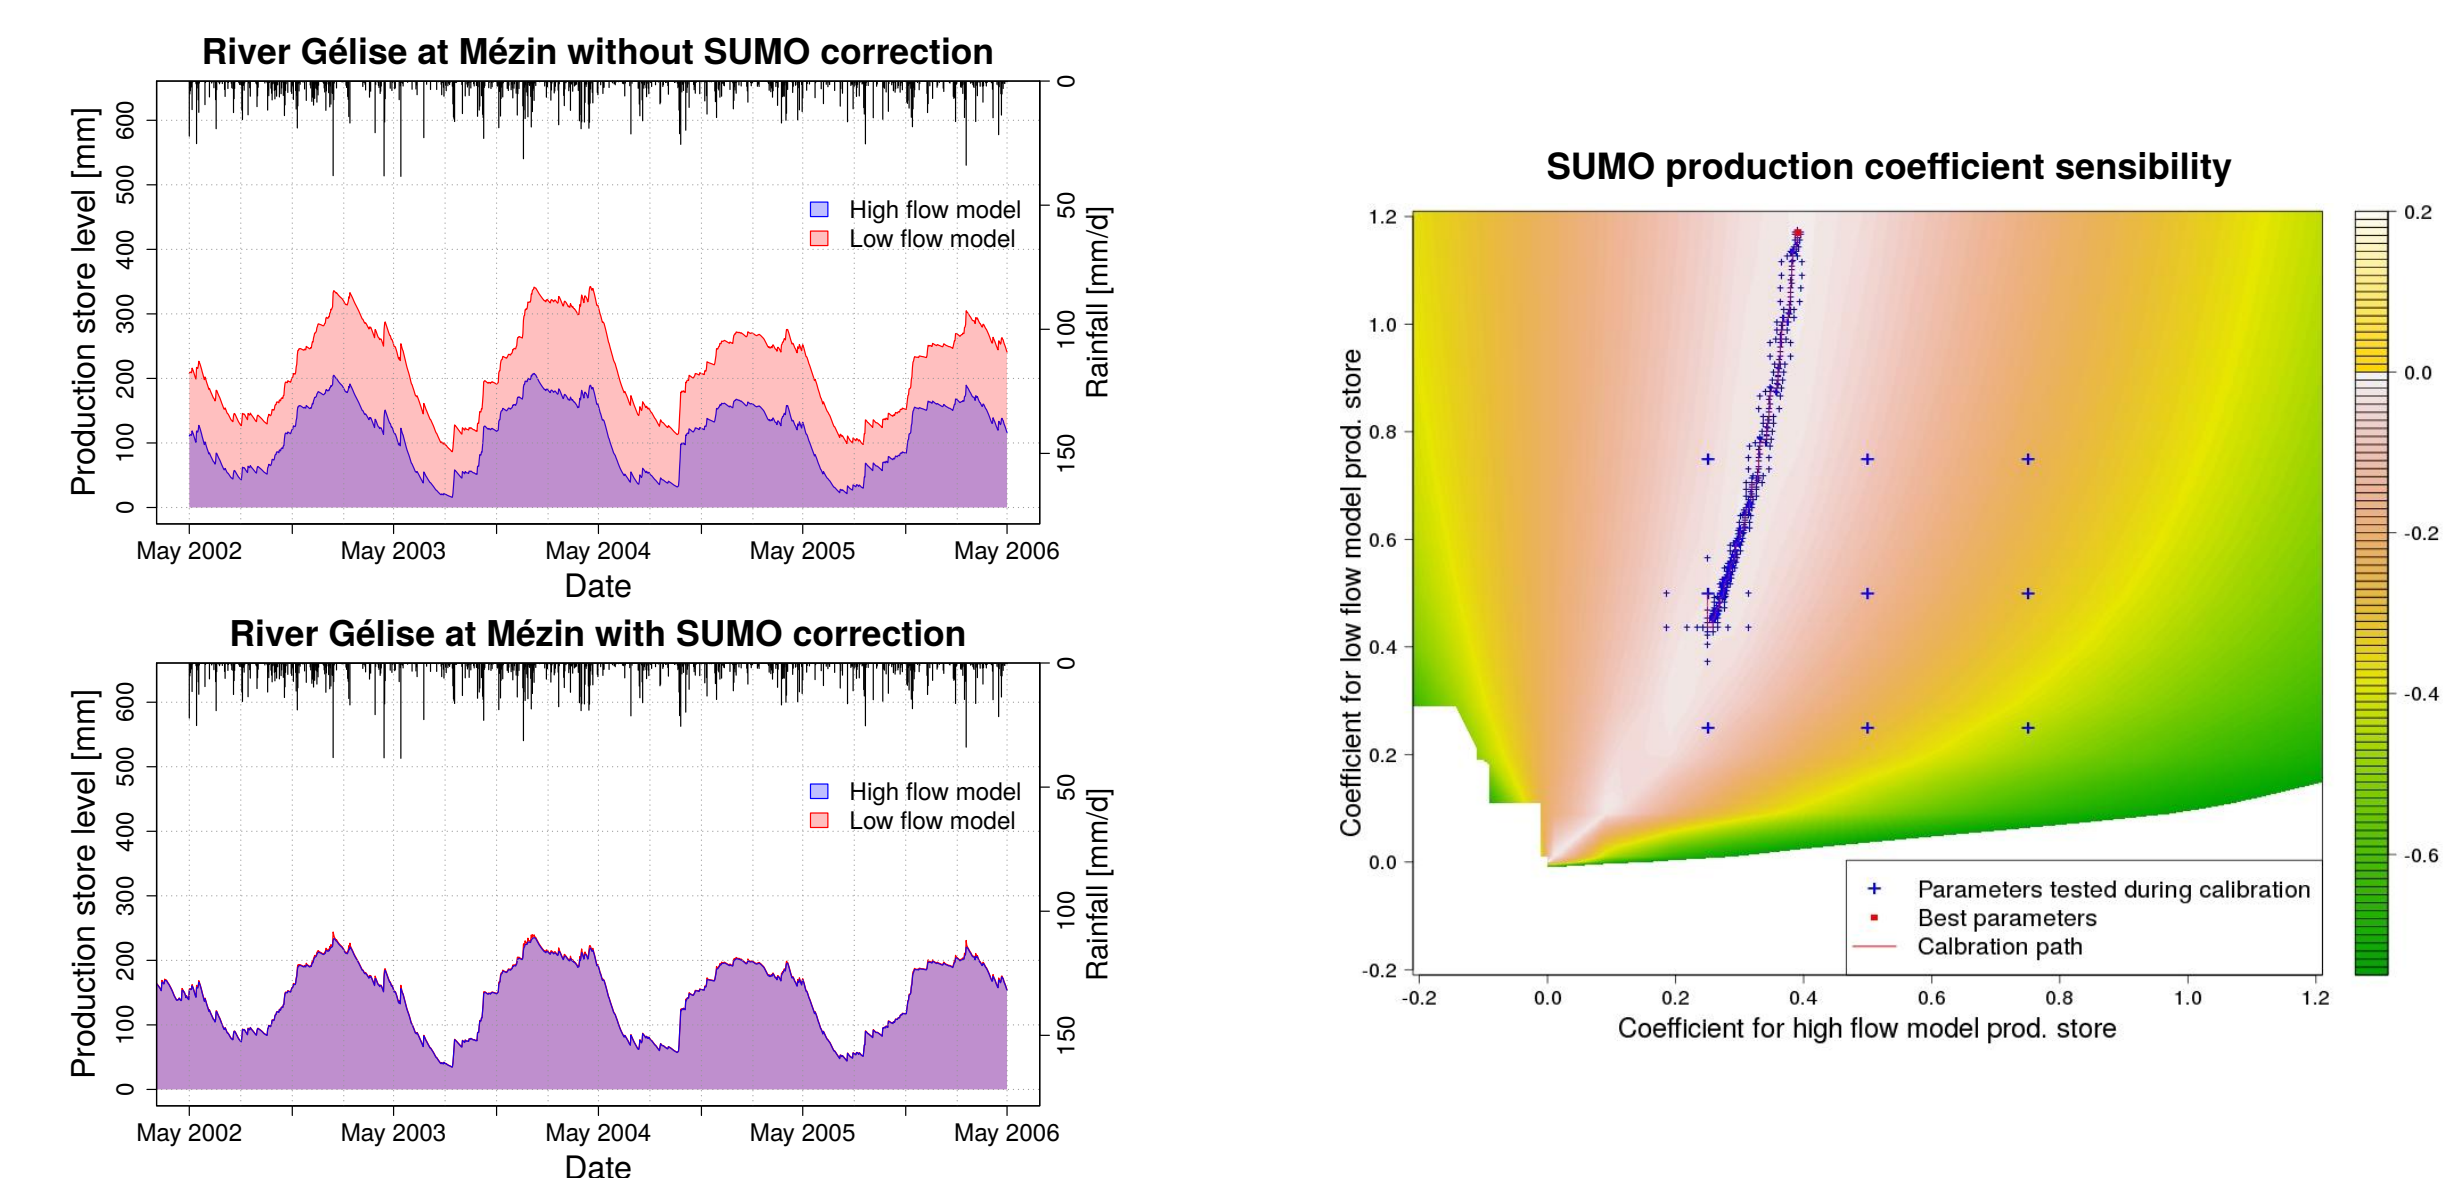 River Gélise at Mézin without SUMO correction
Production store level [mm]
0 100 200 300 400 500 600
0 50 100 150
Rainfall [mm/d]
High flow model
Low flow model
May 2002 May 2003 May 2004 May 2005 May 2006
Date
River Gélise at Mézin with SUMO correction
Production store level [mm]
0 100 200 300 400 500 600
0 50 100 150
Rainfall [mm/d]
High flow model
Low flow model
May 2002 May 2003 May 2004 May 2005 May 2006
Date
SUMO production coefficient sensibility
Coefficient for low flow model prod. store
1.2
1.0
0.8
0.6
0.4
0.2
0.0
-0.2
Parameters tested during calibration
Best parameters
Calbration path
-0.2 0.0 0.2 0.4 0.6 0.8 1.0 1.2
Coefficient for high flow model prod. store
0.2
0.0
-0.2
-0.4
-0.6